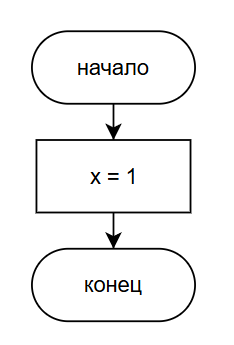 начало
x = 1
конец